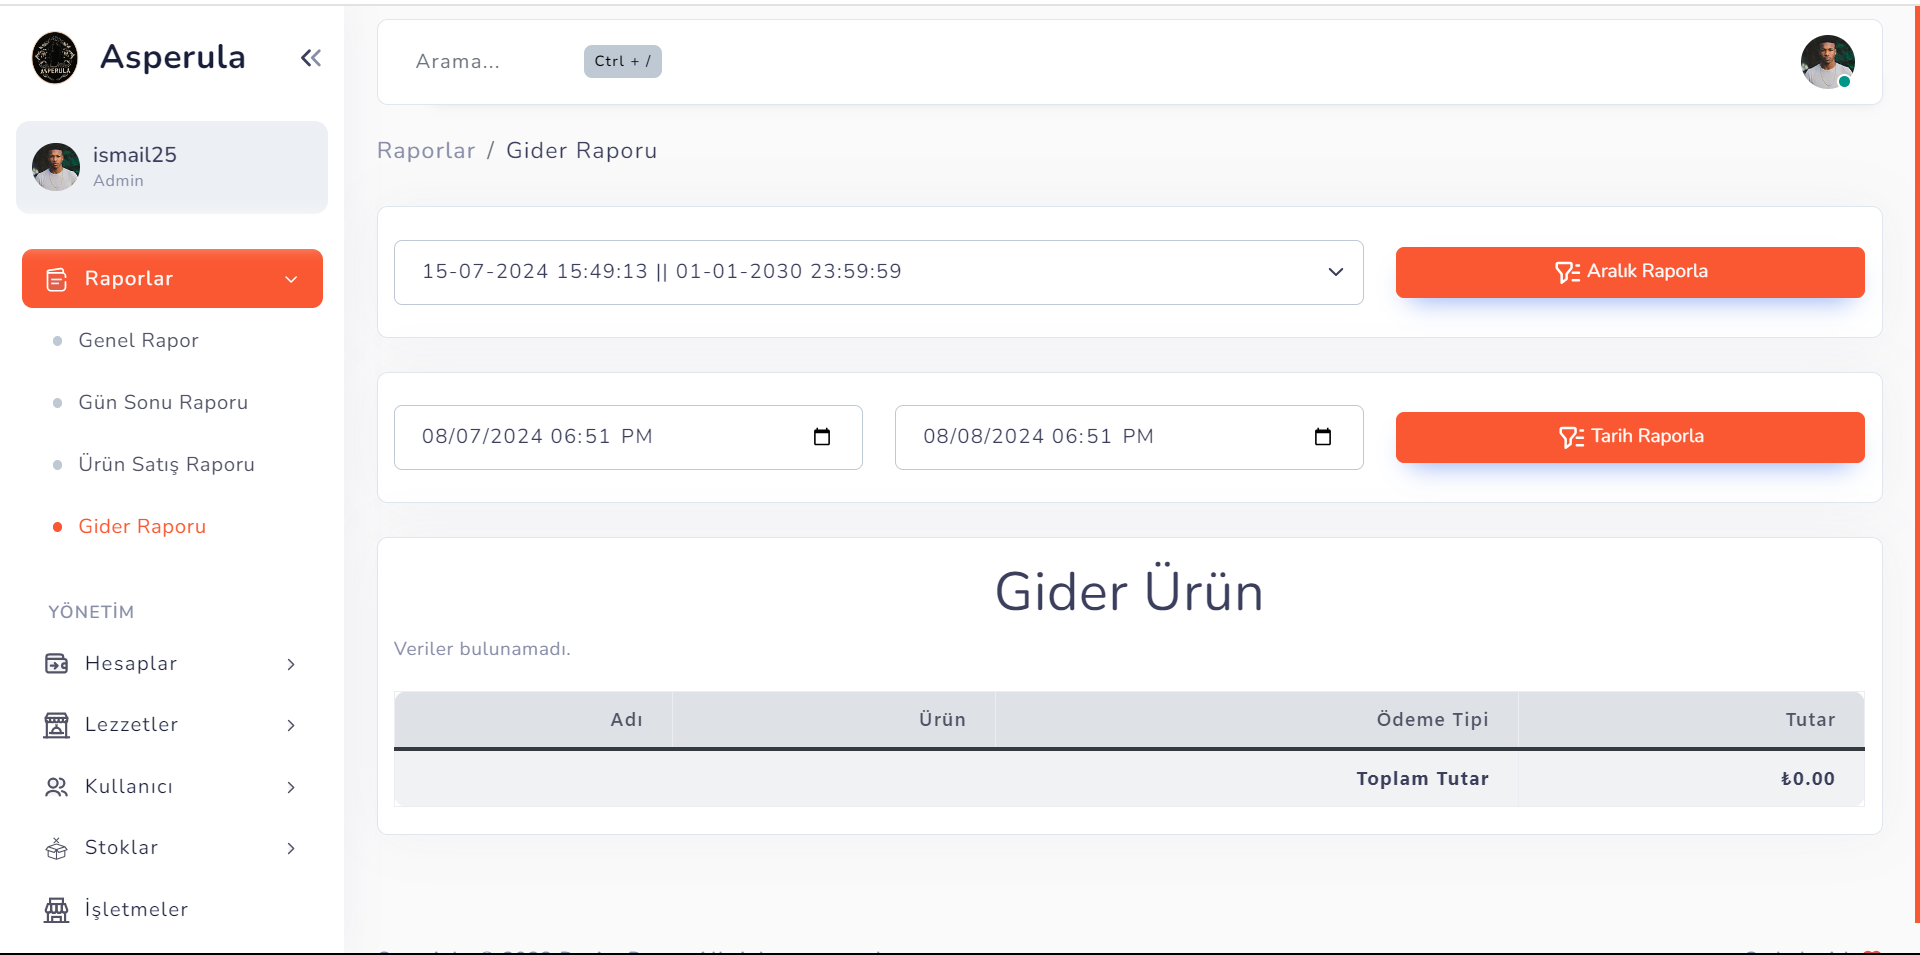 Asperula
ismail25
Admin
Raporlar
Genel Rapor
Gün Sonu Raporu
Ürün Satış Raporu
Gider Raporu
YÖNETİM
Hesaplar
Lezzetler
Kullanıcı
Stoklar
İşletmeler
Arama...
Ctrl + /
Raporlar / Gider Raporu
15-07-2024 15:49:13 || 01-01-2030 23:59:59
Aralık Raporla
08/07/2024 06:51 PM
08/08/2024 06:51 PM
Tarih Raporla
Gider Ürün
Veriler bulunamadı.
Adı Ürün Ödeme Tipi Tutar
Toplam Tutar ₺0.00